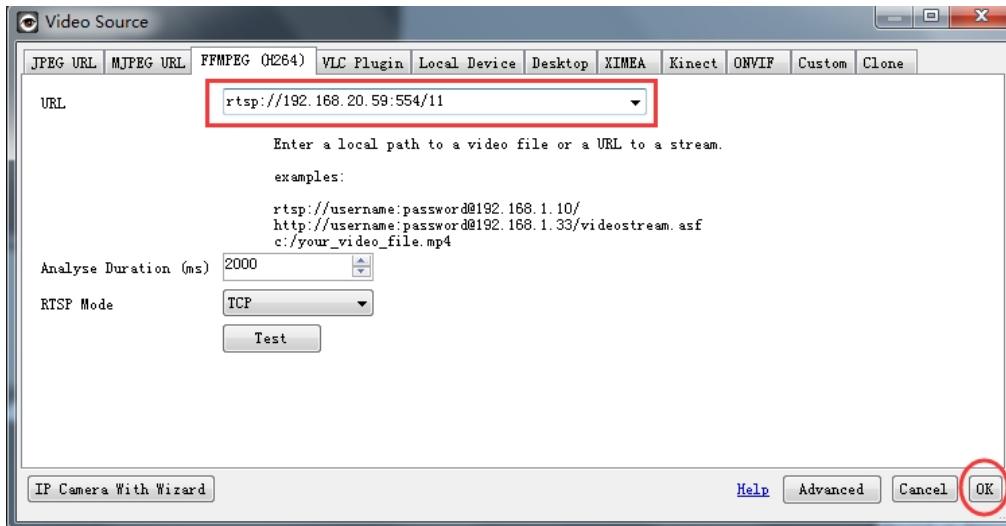 Video Source
JPEG URL MJPEG URL FFMPEG (H264) VLC Plugin Local Device Desktop XIMEA Kinect ONVIF Custom Clone
URL rtsp://192.168.20.59:554/11
Enter a local path to a video file or a URL to a stream.
examples:
rtsp://username:password@192.168.1.10/
http://username:password@192.168.1.33/videostream.asf
c:/your_video_file.mp4
Analyse Duration (ms) 2000
RTSP Mode TCP
Test
IP Camera With Wizard Help Advanced Cancel OK